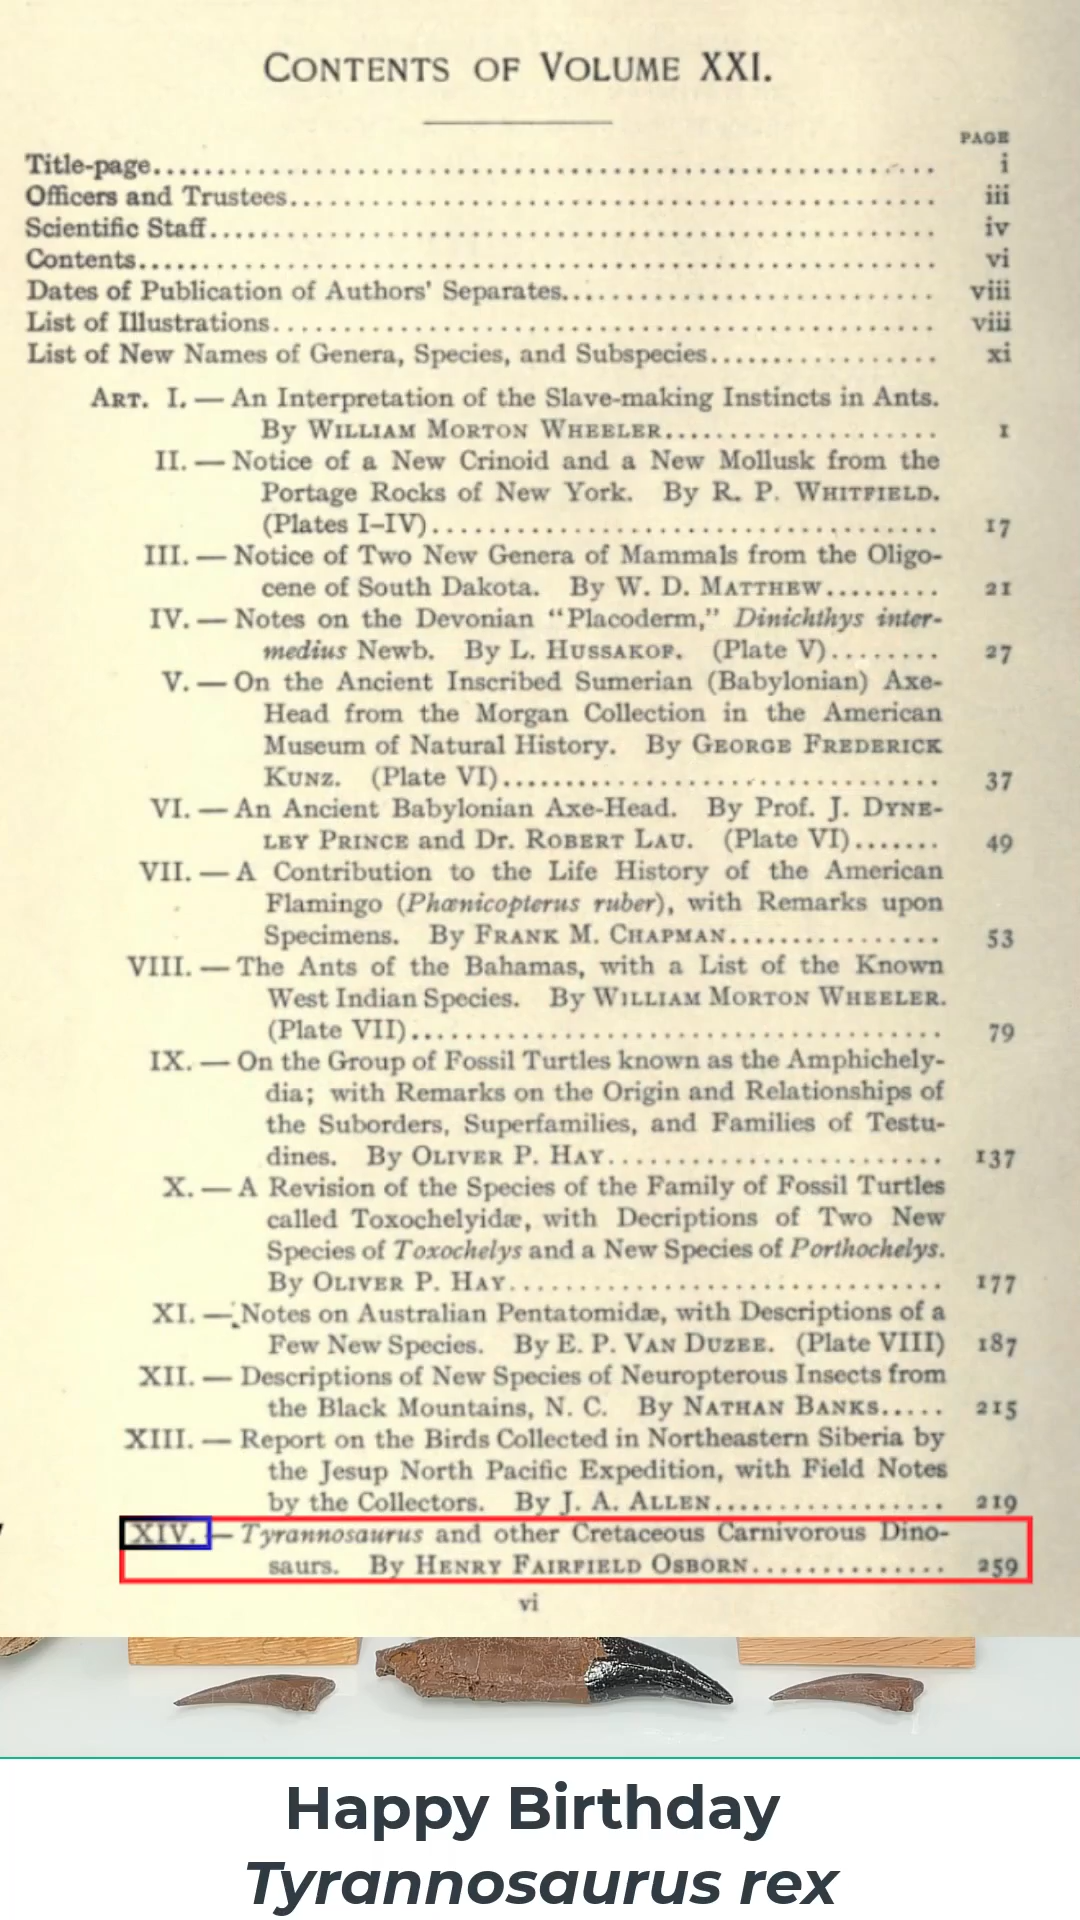 CONTENTS OF VOLUME XXI.
PAGE
Title-page.......... i
Officers and Trustees.......... iii
Scientific Staff.......... iv
Contents.......... vi
Dates of Publication of Authors' Separates.......... viii
List of Illustrations.......... viii
List of New Names of Genera, Species, and Subspecies.......... xi
ART. I. — An Interpretation of the Slave-making Instincts in Ants.
By WILLIAM MORTON WHEELER.......... 1
II. — Notice of a New Crinoid and a New Mollusk from the
Portage Rocks of New York. By R. P. WHITFIELD.
(Plates I–IV).......... 17
III. — Notice of Two New Genera of Mammals from the Oligo-
cene of South Dakota. By W. D. MATTHEW.......... 21
IV. — Notes on the Devonian "Placoderm," Dinichthys inter-
medius Newb. By L. HUSSAKOF. (Plate V)........ 27
V. — On the Ancient Inscribed Sumerian (Babylonian) Axe-
Head from the Morgan Collection in the American
Museum of Natural History. By GEORGE FREDERICK
KUNZ. (Plate VI).......... 37
VI. — An Ancient Babylonian Axe-Head. By Prof. J. DYNE-
LEY PRINCE and Dr. ROBERT LAU. (Plate VI)....... 49
VII. — A Contribution to the Life History of the American
Flamingo (Phœnicopterus ruber), with Remarks upon
Specimens. By FRANK M. CHAPMAN.......... 53
VIII. — The Ants of the Bahamas, with a List of the Known
West Indian Species. By WILLIAM MORTON WHEELER.
(Plate VII).......... 79
IX. — On the Group of Fossil Turtles known as the Amphichely-
dia; with Remarks on the Origin and Relationships of
the Suborders, Superfamilies, and Families of Testu-
dines. By OLIVER P. HAY.......... 137
X. — A Revision of the Species of the Family of Fossil Turtles
called Toxochelyidæ, with Decriptions of Two New
Species of Toxochelys and a New Species of Porthochelys.
By OLIVER P. HAY.......... 177
XI. — Notes on Australian Pentatomidæ, with Descriptions of a
Few New Species. By E. P. VAN DUZEE. (Plate VIII) 187
XII. — Descriptions of New Species of Neuropterous Insects from
the Black Mountains, N. C. By NATHAN BANKS..... 215
XIII. — Report on the Birds Collected in Northeastern Siberia by
the Jesup North Pacific Expedition, with Field Notes
by the Collectors. By J. A. ALLEN.......... 219
XIV. — Tyrannosaurus and other Cretaceous Carnivorous Dino-
saurs. By HENRY FAIRFIELD OSBORN.......... 259
vi
Happy Birthday
Tyrannosaurus rex